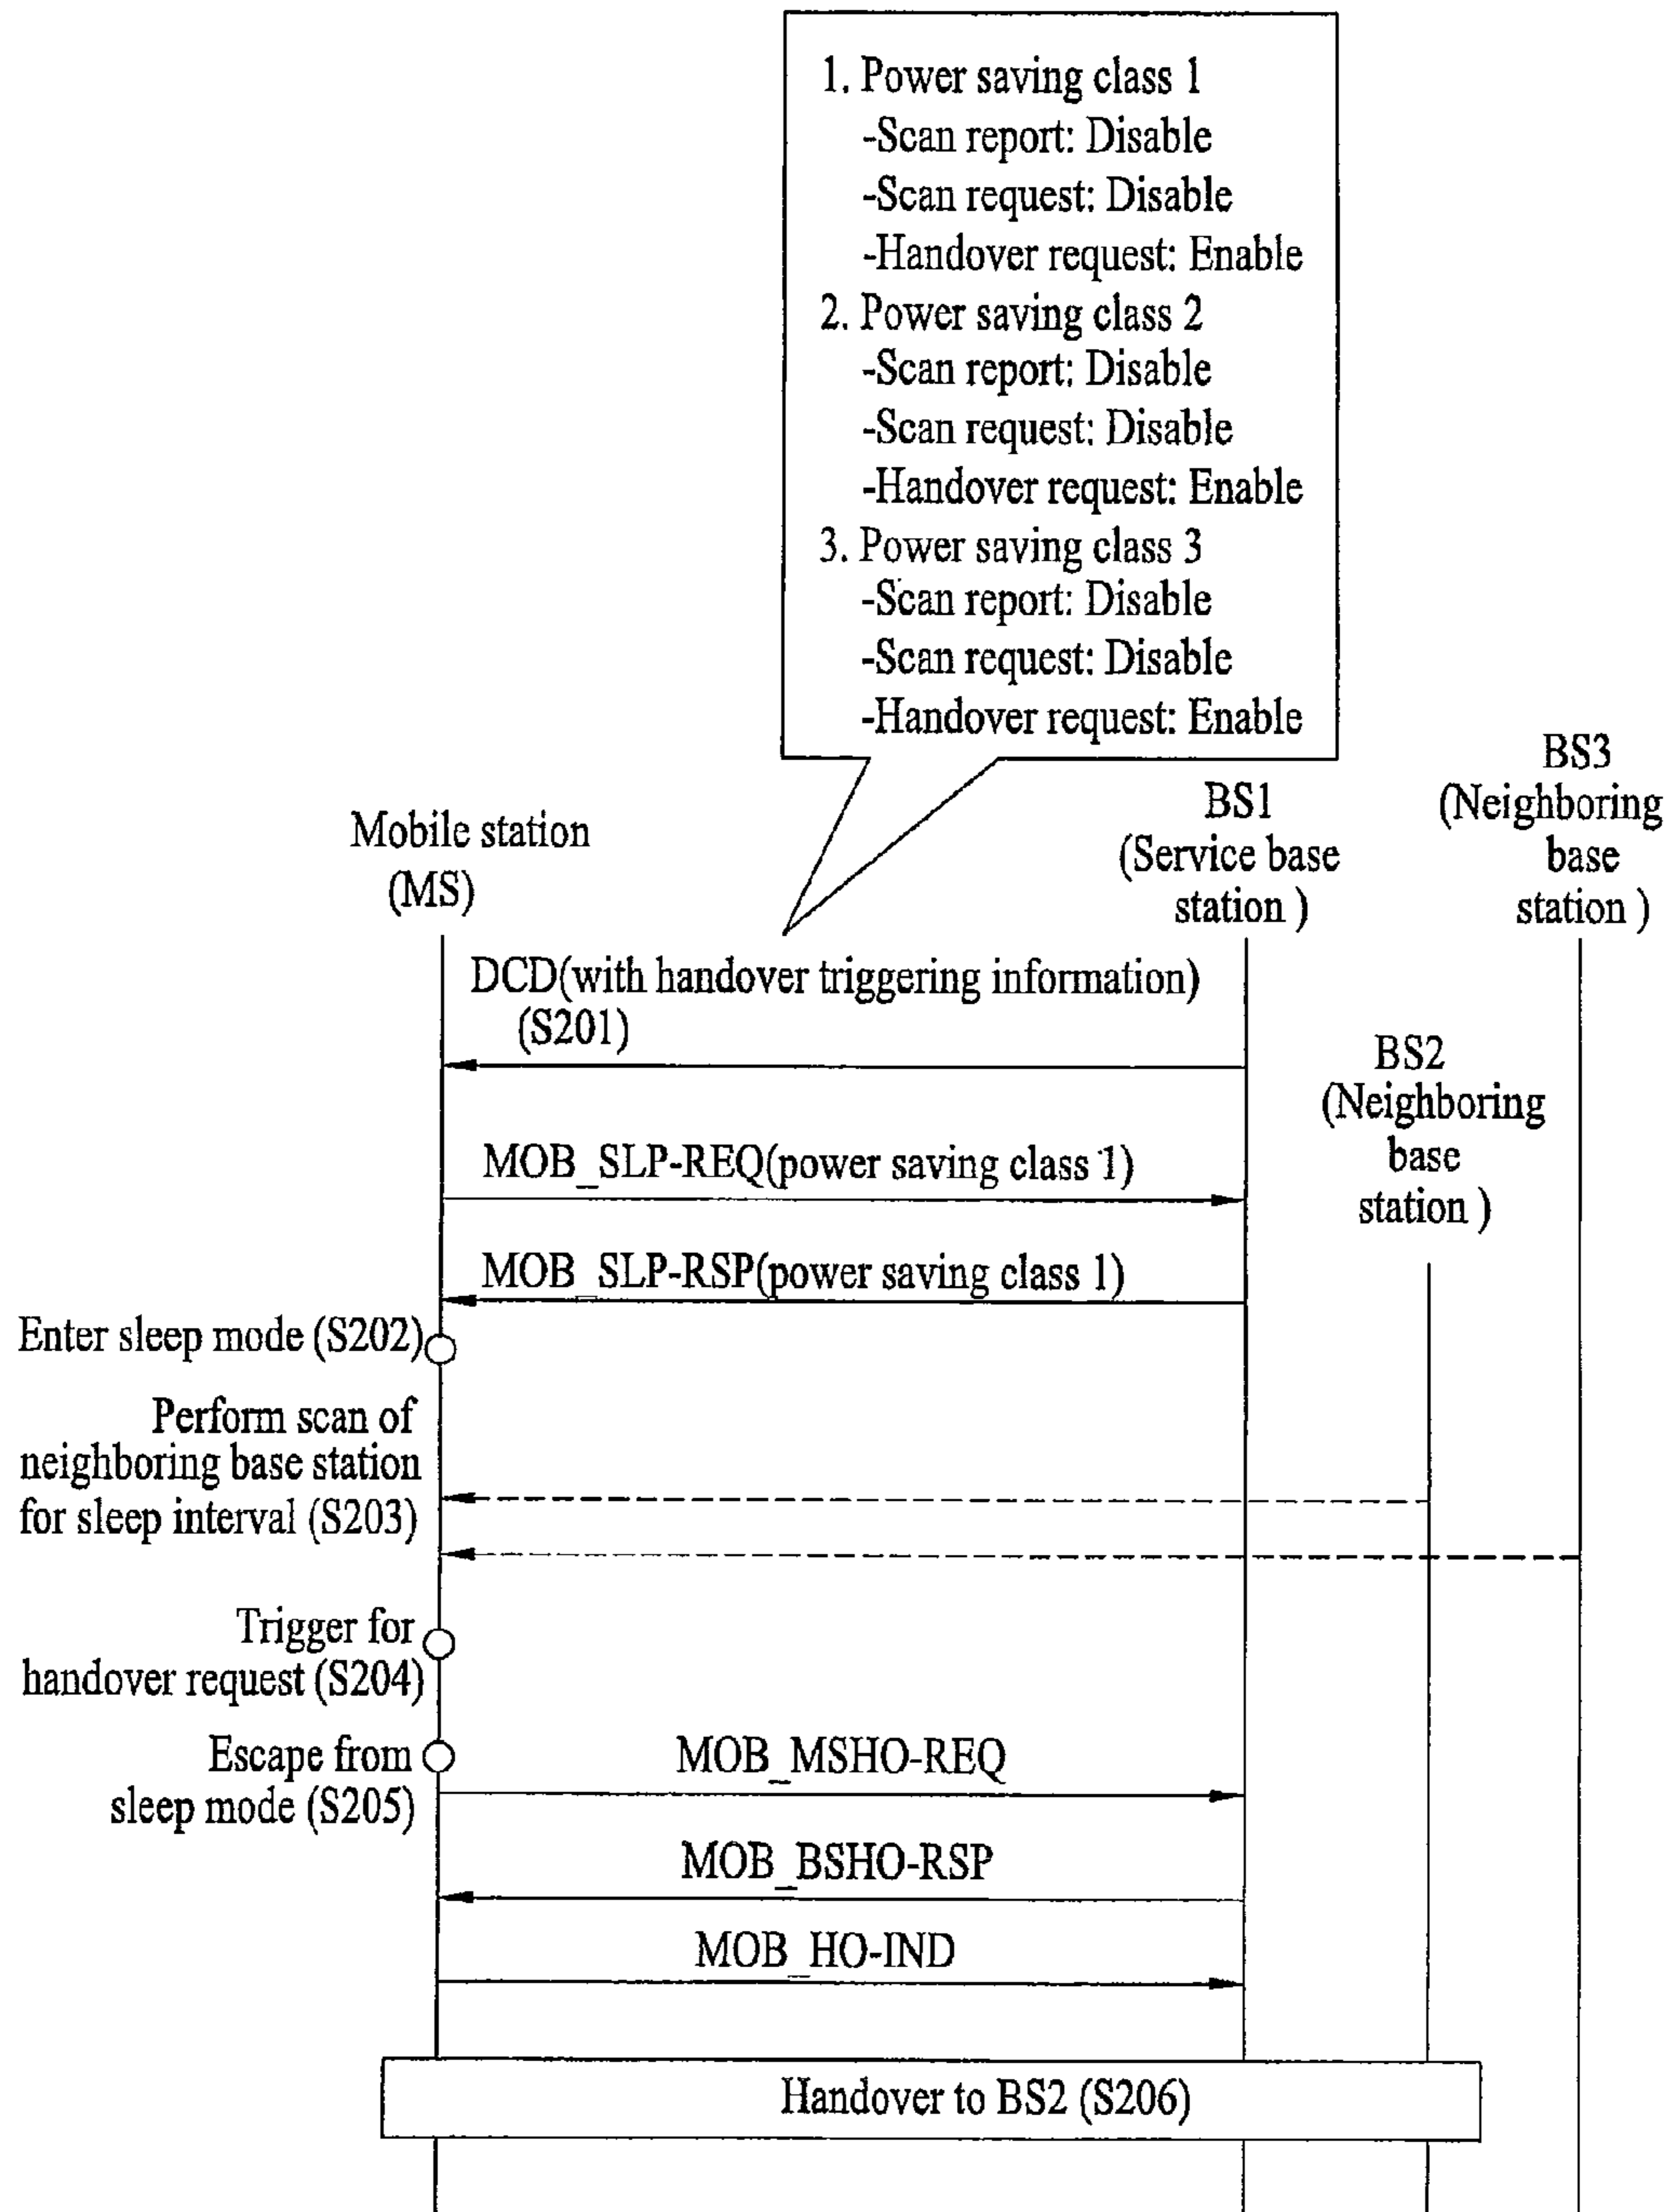 1. Power saving class 1
-Scan report: Disable
-Scan request: Disable
-Handover request: Enable
2. Power saving class 2
-Scan report: Disable
-Scan request: Disable
-Handover request: Enable
3. Power saving class 3
-Scan report: Disable
-Scan request: Disable
-Handover request: Enable
Mobile station
(MS)
BS1
(Service base
station )
BS3
(Neighboring
base
station )
DCD(with handover triggering information)
(S201)
BS2
(Neighboring
base
station )
MOB_SLP-REQ(power saving class 1)
MOB_SLP-RSP(power saving class 1)
Enter sleep mode (S202)
Perform scan of
neighboring base station
for sleep interval (S203)
Trigger for
handover request (S204)
Escape from
sleep mode (S205)
MOB_MSHO-REQ
MOB_BSHO-RSP
MOB_HO-IND
Handover to BS2 (S206)